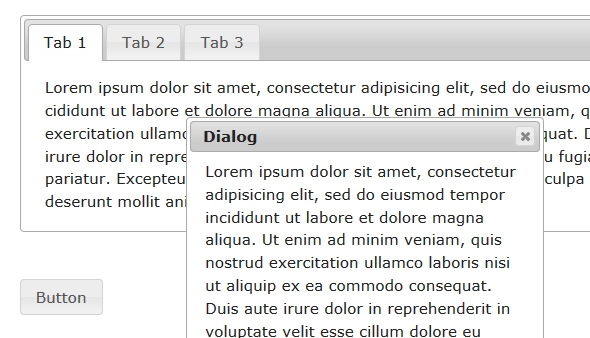 Tab 1 Tab 2 Tab 3
Lorem ipsum dolor sit amet, consectetur adipisicing elit, sed do eiusmo
cididunt ut labore et dolore magna aliqua. Ut enim ad minim veniam, q
exercitation ullamc
irure dolor in repre
pariatur. Excepteu
deserunt mollit ani
quat. D
u fugia
culpa
Dialog
Lorem ipsum dolor sit amet, consectetur
adipisicing elit, sed do eiusmod tempor
incididunt ut labore et dolore magna
aliqua. Ut enim ad minim veniam, quis
nostrud exercitation ullamco laboris nisi
ut aliquip ex ea commodo consequat.
Duis aute irure dolor in reprehenderit in
voluptate velit esse cillum dolore eu
Button